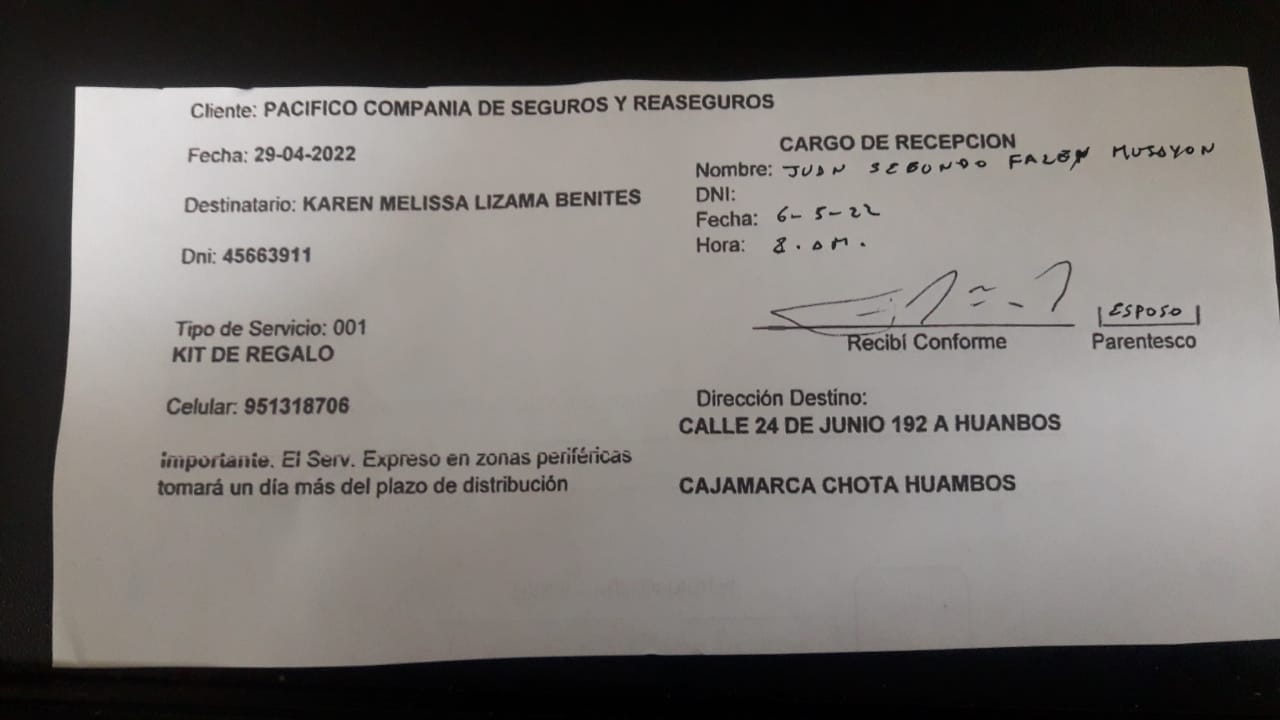 Cliente: PACIFICO COMPANIA DE SEGUROS Y REASEGUROS
Fecha: 29-04-2022
Destinatario: KAREN MELISSA LIZAMA BENITES
Dni: 45663911
Tipo de Servicio: 001
KIT DE REGALO
Celular: 951318706
importante. El Serv. Expreso en zonas periféricas
tomará un día más del plazo de distribución
CARGO DE RECEPCION
Nombre: JUAN SEGUNDO FALEN MUSAYON
DNI:
Fecha: 6-5-22
Hora: 8. AM.
Recibí Conforme
ESPOSO
Parentesco
Dirección Destino:
CALLE 24 DE JUNIO 192 A HUANBOS
CAJAMARCA CHOTA HUAMBOS